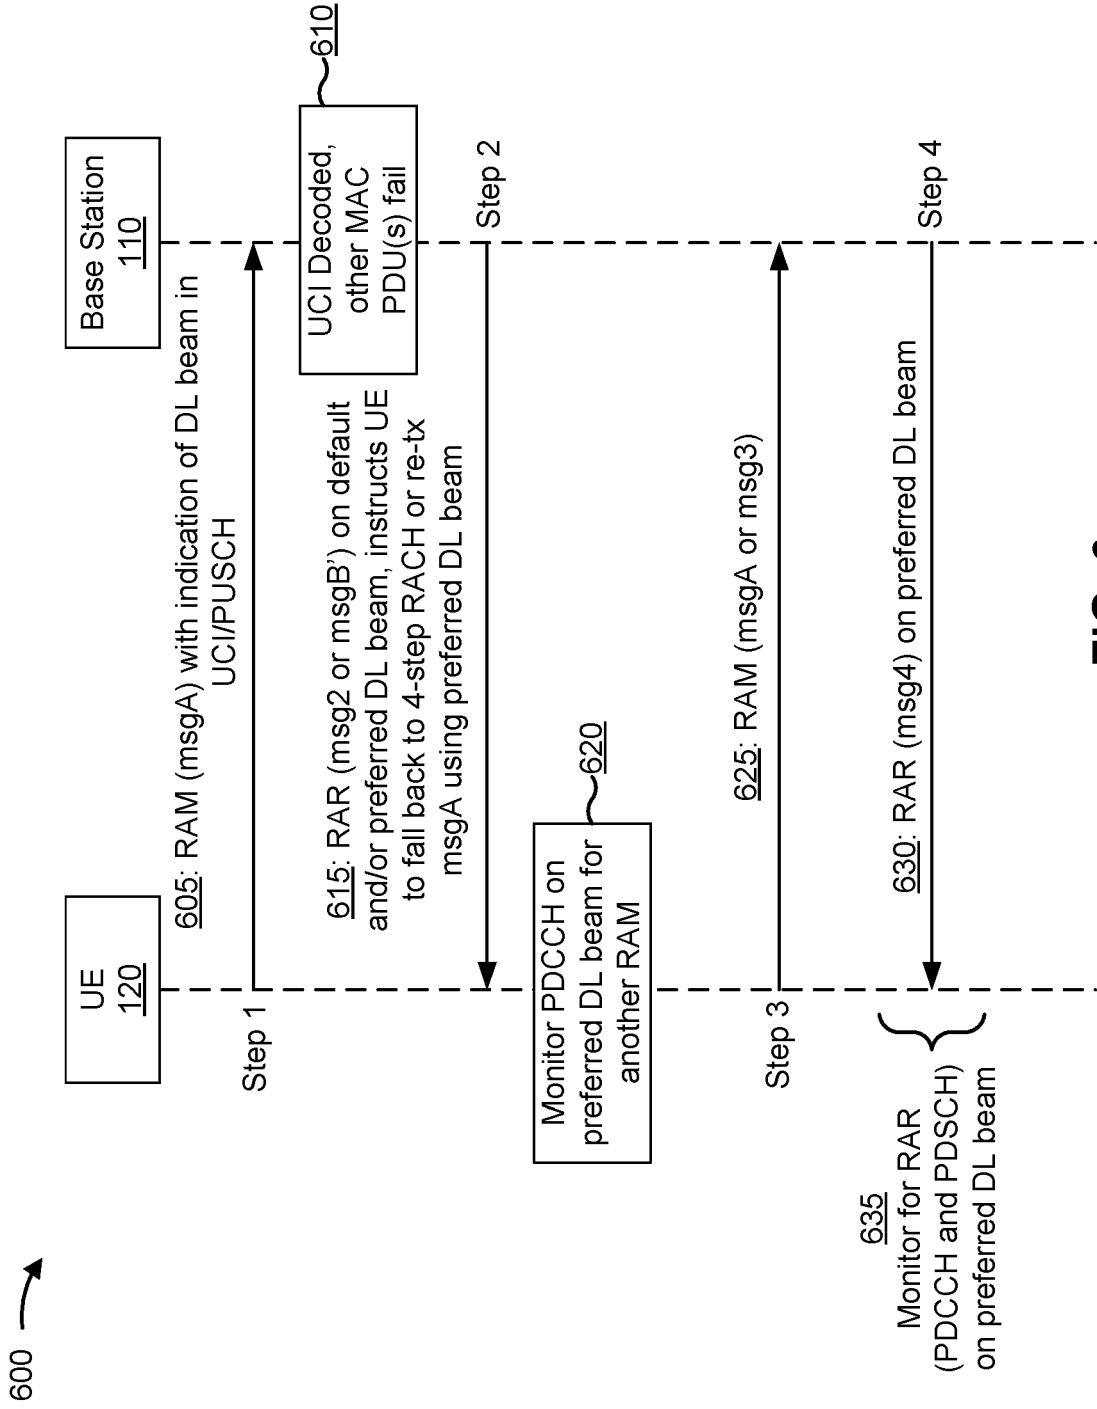 600
UE
120
Base Station
110
605: RAM (msgA) with indication of DL beam in
UCI/PUSCH
Step 1
UCI Decoded,
other MAC
PDU(s) fail
610
615: RAR (msg2 or msgB’) on default
and/or preferred DL beam, instructs UE
to fall back to 4-step RACH or re-tx
msgA using preferred DL beam
Step 2
Monitor PDCCH on
preferred DL beam for
another RAM
620
625: RAM (msgA or msg3)
Step 3
630: RAR (msg4) on preferred DL beam
Step 4
635
Monitor for RAR
(PDCCH and PDSCH)
on preferred DL beam